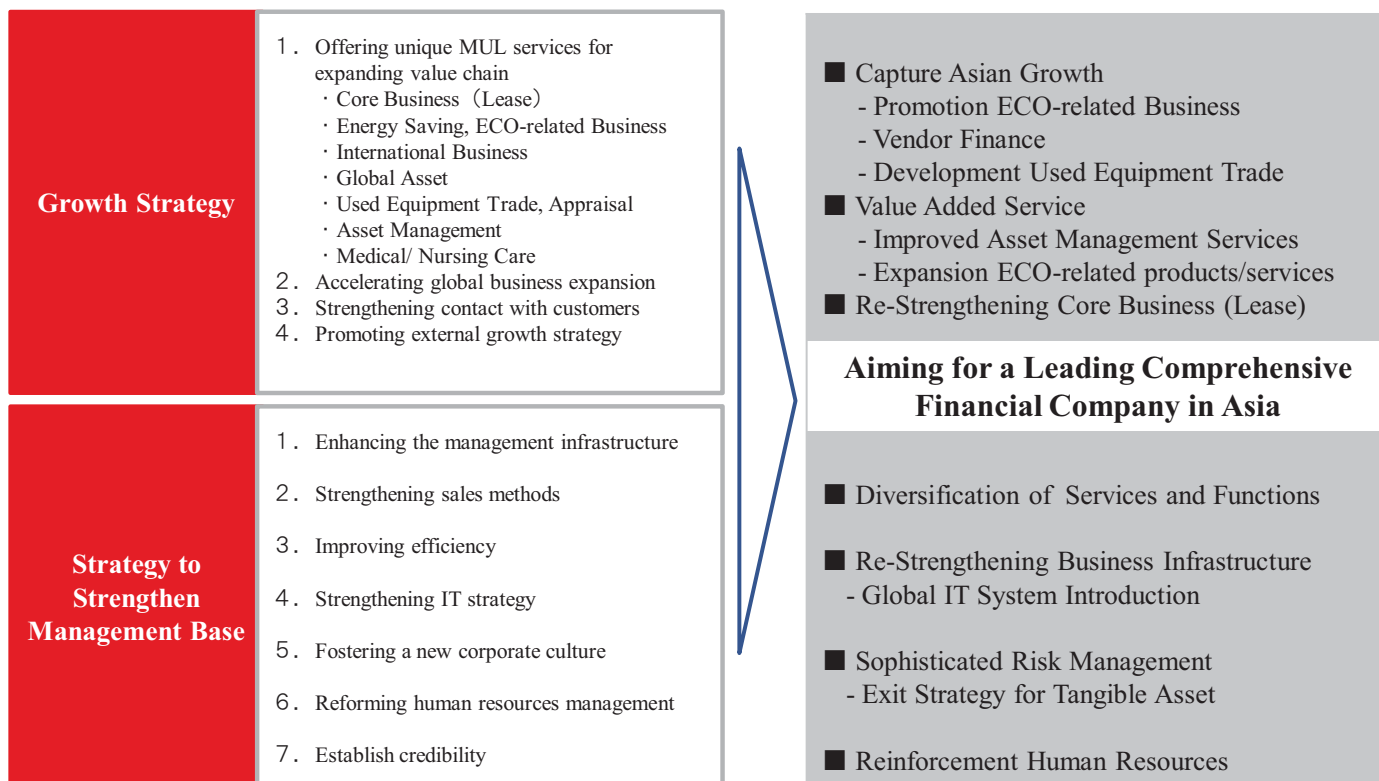 Growth Strategy
1. Offering unique MUL services for
expanding value chain
・Core Business（Lease）
・Energy Saving, ECO-related Business
・International Business
・Global Asset
・Used Equipment Trade, Appraisal
・Asset Management
・Medical/ Nursing Care
2. Accelerating global business expansion
3. Strengthening contact with customers
4. Promoting external growth strategy
Strategy to
Strengthen
Management Base
1. Enhancing the management infrastructure
2. Strengthening sales methods
3. Improving efficiency
4. Strengthening IT strategy
5. Fostering a new corporate culture
6. Reforming human resources management
7. Establish credibility
■ Capture Asian Growth
- Promotion ECO-related Business
- Vendor Finance
- Development Used Equipment Trade
■ Value Added Service
- Improved Asset Management Services
- Expansion ECO-related products/services
■ Re-Strengthening Core Business (Lease)
Aiming for a Leading Comprehensive
Financial Company in Asia
■ Diversification of Services and Functions
■ Re-Strengthening Business Infrastructure
- Global IT System Introduction
■ Sophisticated Risk Management
- Exit Strategy for Tangible Asset
■ Reinforcement Human Resources